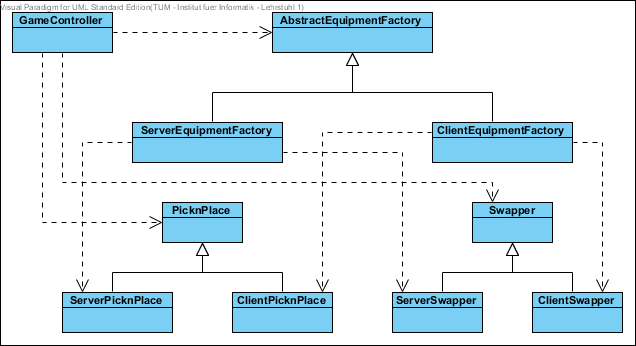 Visual Paradigm for UML Standard Edition(TUM - Institut fuer Informatik - Lehrstuhl 1)
GameController
AbstractEquipmentFactory
ServerEquipmentFactory
ClientEquipmentFactory
PicknPlace
Swapper
ServerPicknPlace
ClientPicknPlace
ServerSwapper
ClientSwapper